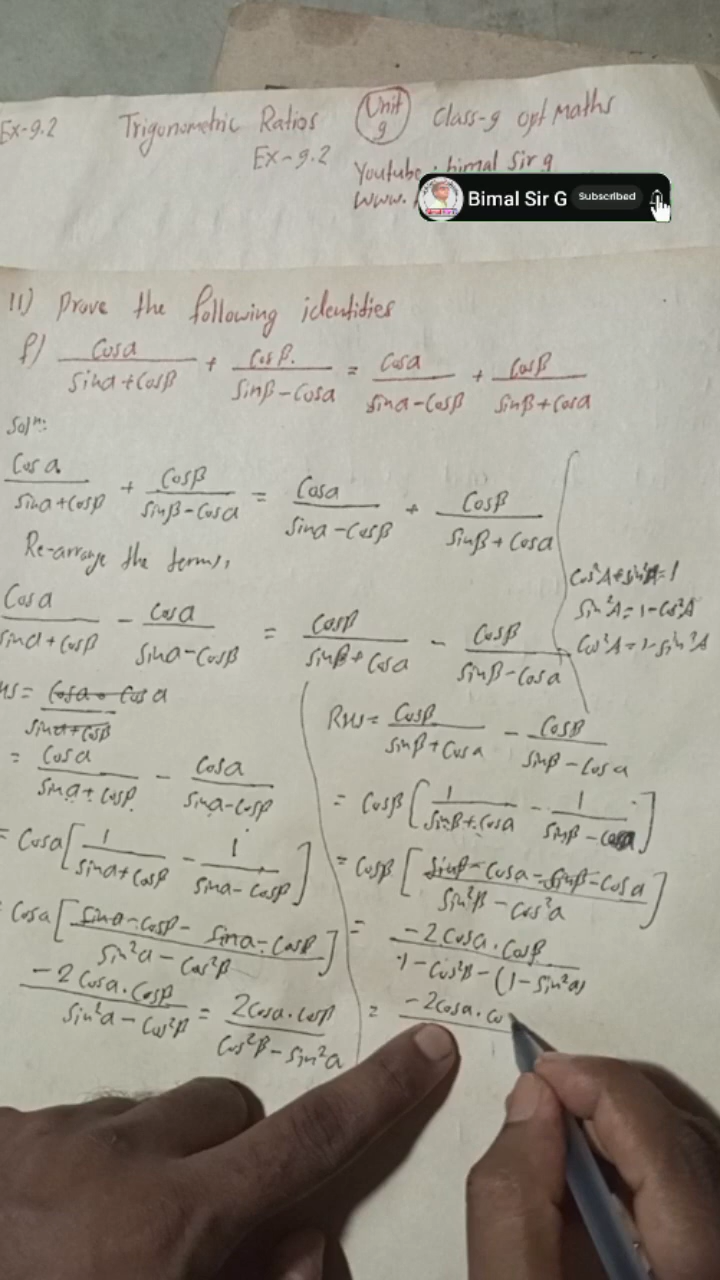 Ex-9.2 Trigonometric Ratios Unit 9 Class-9 opt Maths
Ex-9.2 Youtube: bimal Sir g
www.
Bimal Sir G Subscribed
11) Prove the following identities
f) Cosα/(Sinα+Cosβ) + Cosβ/(Sinβ-Cosα) = Cosα/(Sinα-Cosβ) + Cosβ/(Sinβ+Cosα)
Solⁿ:
Cosα/(Sinα+Cosβ) + Cosβ/(Sinβ-Cosα) = Cosα/(Sinα-Cosβ) + Cosβ/(Sinβ+Cosα)
Re-arrange the terms,
Cos²A+Sin²A=1
Sin²A=1-Cos²A
Cos²A=1-Sin²A
Cosα/(Sinα+Cosβ) - Cosα/(Sinα-Cosβ) = Cosβ/(Sinβ+Cosα) - Cosβ/(Sinβ-Cosα)
HS =
= Cosα/(Sinα+Cosβ) - Cosα/(Sinα-Cosβ)
= Cosα[1/(Sinα+Cosβ) - 1/(Sinα-Cosβ)]
= Cosα[(Sinα-Cosβ-Sinα-Cosβ)/(Sin²α-Cos²β)]
-2Cosα.Cosβ/(Sin²α-Cos²β) = 2Cosα.Cosβ/(Cos²β-Sin²α)
RHS = Cosβ/(Sinβ+Cosα) - Cosβ/(Sinβ-Cosα)
= Cosβ[1/(Sinβ+Cosα) - 1/(Sinβ-Cosα)]
= Cosβ[(Sinβ-Cosα-Sinβ-Cosα)/(Sin²β-Cos²α)]
= -2Cosα.Cosβ/(1-Cos²β-(1-Sin²α))
= -2Cosα.Co